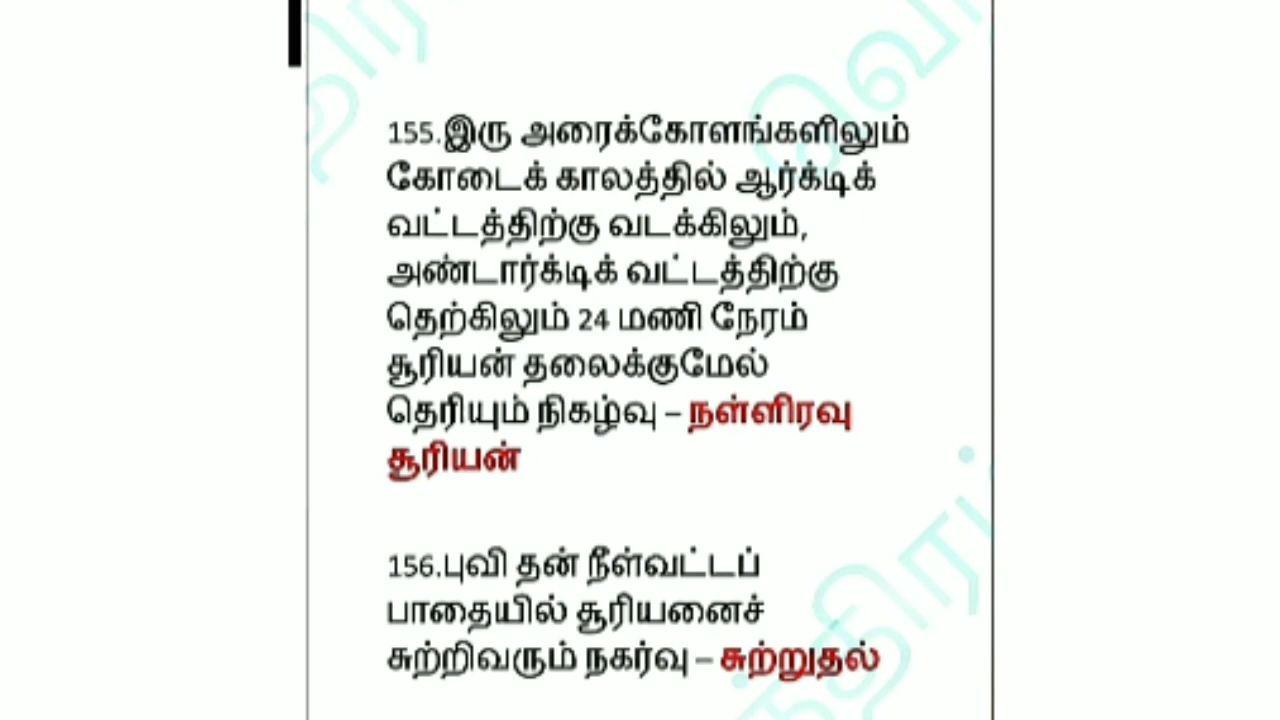 155.இரு அரைக்கோளங்களிலும்
கோடைக் காலத்தில் ஆர்க்டிக்
வட்டத்திற்கு வடக்கிலும்,
அண்டார்க்டிக் வட்டத்திற்கு
தெற்கிலும் 24 மணி நேரம்
சூரியன் தலைக்குமேல்
தெரியும் நிகழ்வு – நள்ளிரவு
சூரியன்
156.புவி தன் நீள்வட்டப்
பாதையில் சூரியனைச்
சுற்றிவரும் நகர்வு – சுற்றுதல்